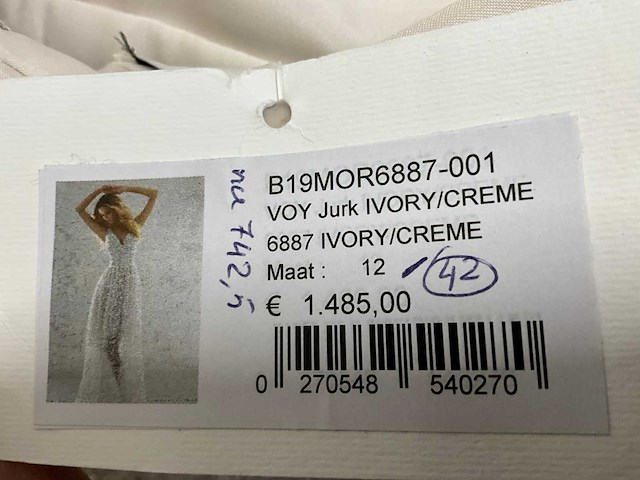 B19MOR6887-001
VOY Jurk IVORY/CREME
6887 IVORY/CREME
Maat : 12 / 42
€ 1.485,00
0 270548 540270
nu 742,5